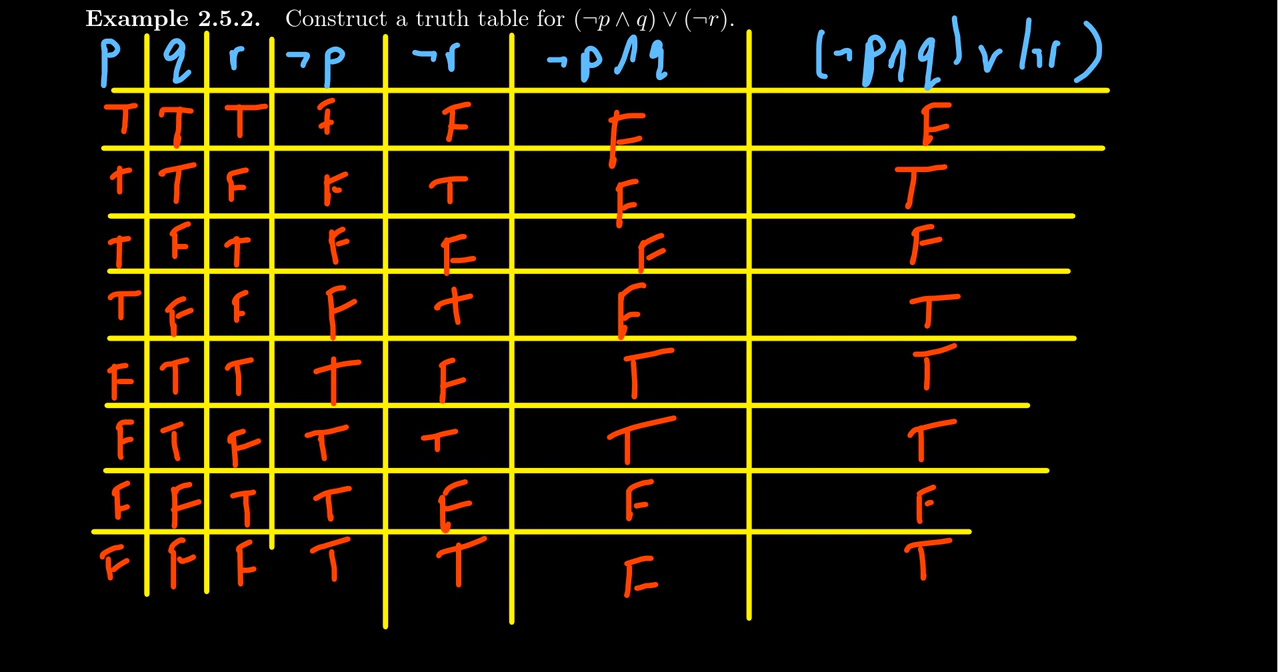 Example 2.5.2. Construct a truth table for (¬p ∧ q) ∨ (¬r).
p q r ¬p ¬r ¬p∧q (¬p∧q) v (¬r)
T T T F F F F
T T F F T F T
T F T F F F F
T F F F T F T
F T T T F T T
F T F T T T T
F F T T F F F
F F F T T F T